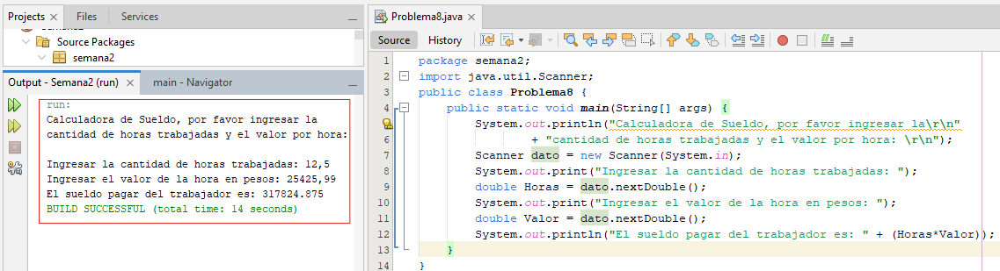 Projects
Files
Services
Source Packages
semana2
Output - Semana2 (run)
main - Navigator
run:
Calculadora de Sueldo, por favor ingresar la
cantidad de horas trabajadas y el valor por hora:
Ingresar la cantidad de horas trabajadas: 12,5
Ingresar el valor de la hora en pesos: 25425,99
El sueldo pagar del trabajador es: 317824.875
BUILD SUCCESSFUL (total time: 14 seconds)
Problema8.java
Source
History
1 package semana2;
2 import java.util.Scanner;
3 public class Problema8 {
4 public static void main(String[] args) {
System.out.println("Calculadora de Sueldo, por favor ingresar la\r\n"
6 + "cantidad de horas trabajadas y el valor por hora: \r\n");
7 Scanner dato = new Scanner(System.in);
8 System.out.print("Ingresar la cantidad de horas trabajadas: ");
9 double Horas = dato.nextDouble();
10 System.out.print("Ingresar el valor de la hora en pesos: ");
11 double Valor = dato.nextDouble();
12 System.out.println("El sueldo pagar del trabajador es: " + (Horas*Valor));
13 }
14 }